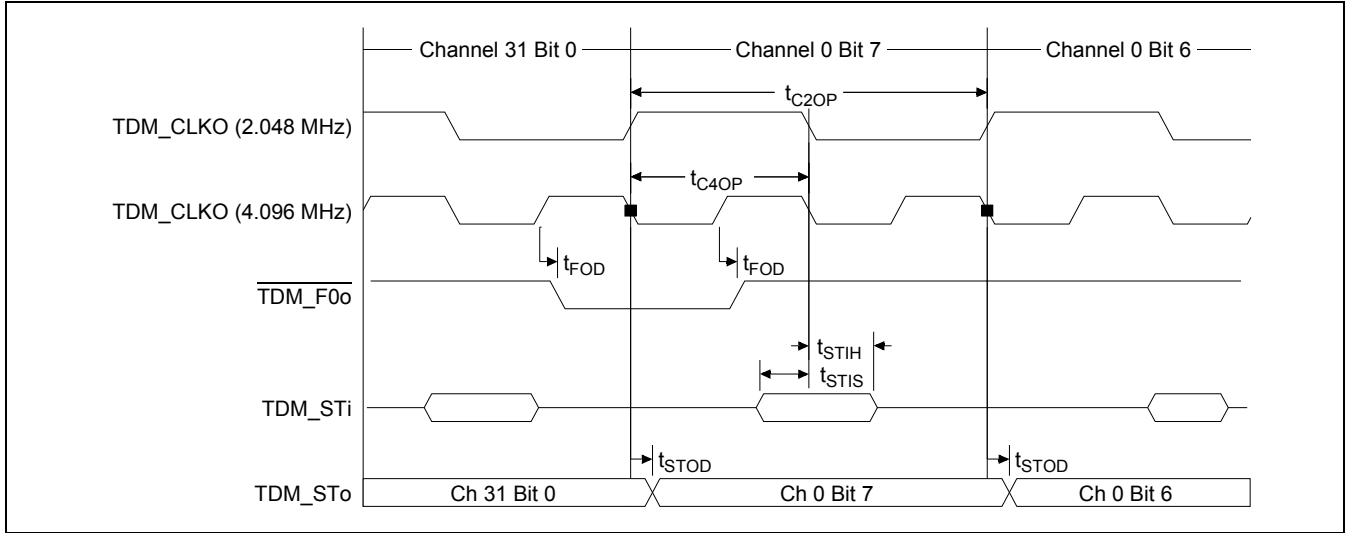 Channel 31 Bit 0 Channel 0 Bit 7 Channel 0 Bit 6
tC2OP
TDM_CLKO (2.048 MHz)
tC4OP
TDM_CLKO (4.096 MHz)
tFOD tFOD
TDM_F0o
tSTIH
tSTIS
TDM_STi
tSTOD tSTOD
TDM_STo Ch 31 Bit 0 Ch 0 Bit 7 Ch 0 Bit 6